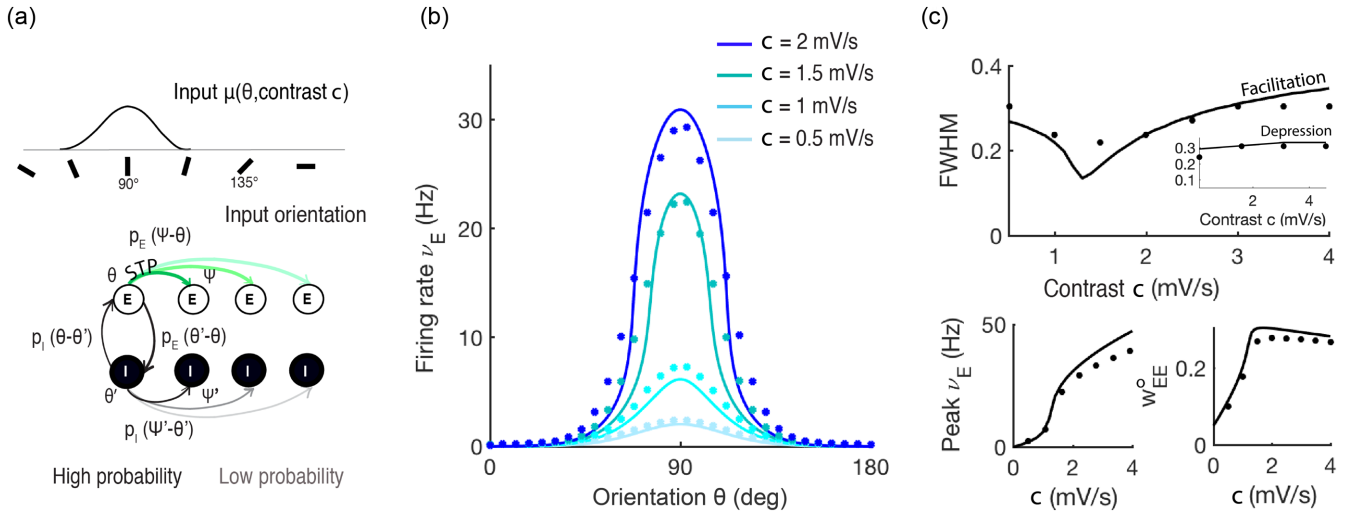 (a)
Input μ(θ,contrast c)
90°
135°
Input orientation
p_E (Ψ-θ)
θ STP Ψ
E E E E
p_I (θ-θ') p_E (θ'-θ)
I I I I
θ' Ψ'
p_I (Ψ'-θ')
High probability Low probability
(b)
c = 2 mV/s
c = 1.5 mV/s
c = 1 mV/s
c = 0.5 mV/s
Firing rate ν_E (Hz)
30
20
10
0
0 90 180
Orientation θ (deg)
(c)
FWHM
0.4
0.2
0
Facilitation
Depression
0.3
0.2
0.1
2 4
Contrast c (mV/s)
1 2 3 4
Contrast c (mV/s)
Peak ν_E (Hz)
50
0
0 2 4
c (mV/s)
w°_EE
0.2
0 2 4
c (mV/s)